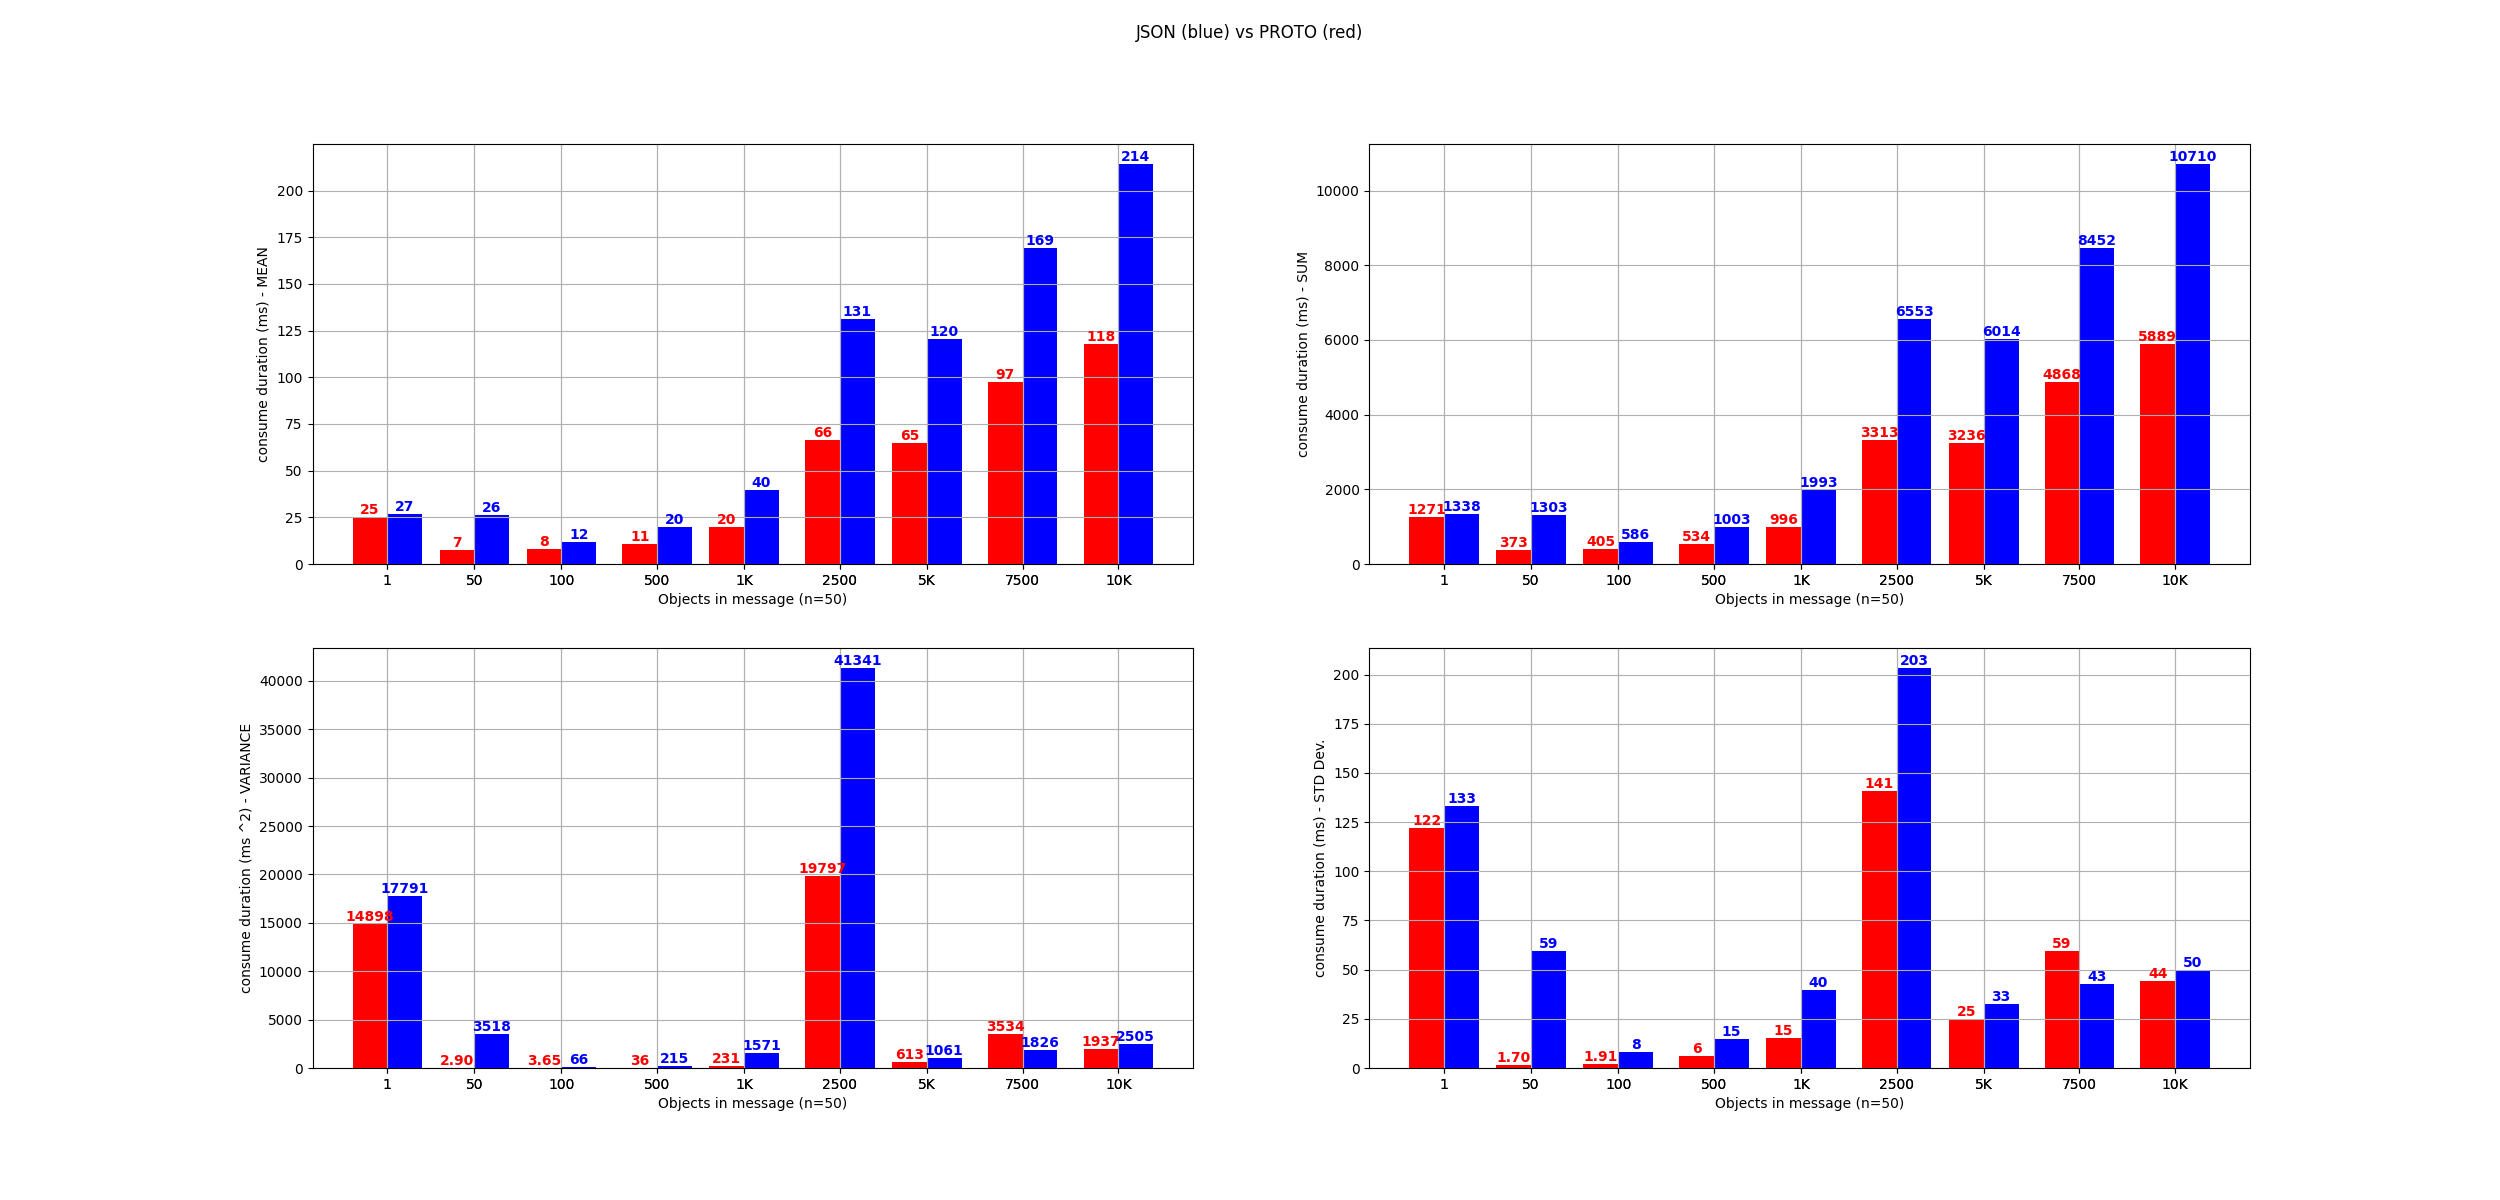 JSON (blue) vs PROTO (red)
consume duration (ms) - MEAN
200
175
150
125
100
75
50
25
0
25 27 7 26 8 12 11 20 20 40 66 131 65 120 97 169 118 214
1 50 100 500 1K 2500 5K 7500 10K
Objects in message (n=50)
consume duration (ms) - SUM
10000
8000
6000
4000
2000
0
1271 1338 373 1303 405 586 534 1003 996 1993 3313 6553 3236 6014 4868 8452 5889 10710
1 50 100 500 1K 2500 5K 7500 10K
Objects in message (n=50)
consume duration (ms ^2) - VARIANCE
40000
35000
30000
25000
20000
15000
10000
5000
0
14898 17791 2.90 3518 3.65 66 36 215 231 1571 19797 41341 613 1061 3534 1826 1937 2505
1 50 100 500 1K 2500 5K 7500 10K
Objects in message (n=50)
consume duration (ms) - STD Dev.
200
175
150
125
100
75
50
25
0
122 133 1.70 59 1.91 8 6 15 15 40 141 203 25 33 59 43 44 50
1 50 100 500 1K 2500 5K 7500 10K
Objects in message (n=50)